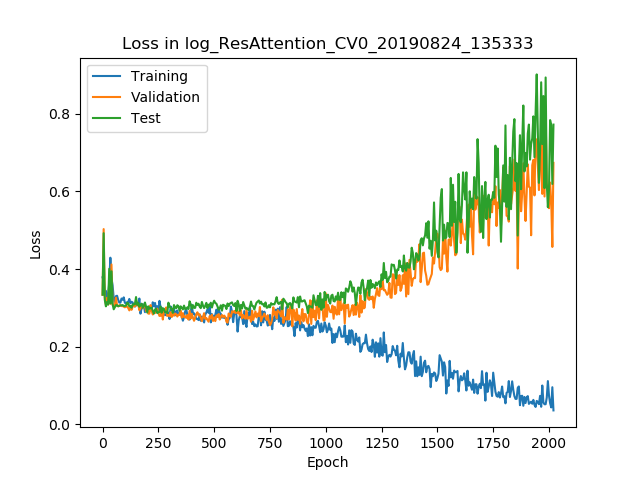 Loss in log_ResAttention_CV0_20190824_135333
Training
Validation
Test
0.8
0.6
0.4
0.2
0.0
Loss
0 250 500 750 1000 1250 1500 1750 2000
Epoch